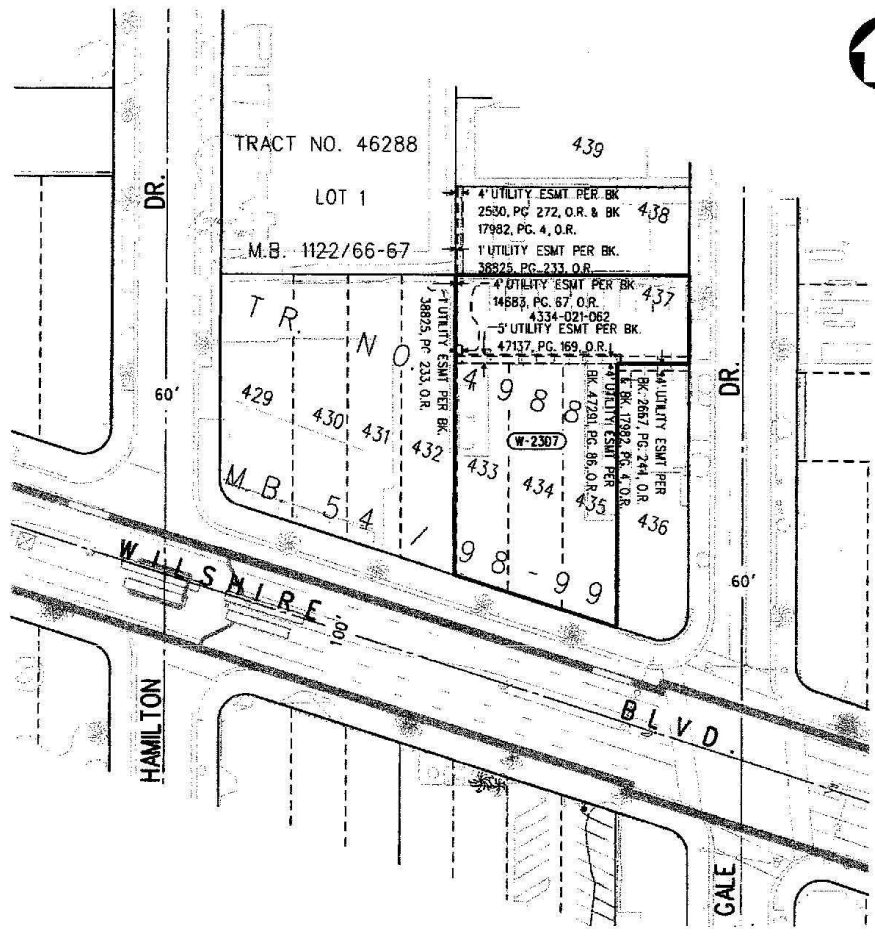 TRACT NO. 46288
LOT 1
M.B. 1122/66-67
439
438
4' UTILITY ESMT PER BK
2530, PG 272, O.R. & BK
17982, PG. 4, O.R.
1' UTILITY ESMT PER BK.
38825, PG. 233, O.R.
437
4' UTILITY ESMT PER BK
14683, PG. 67, O.R.
4334-021-062
5' UTILITY ESMT PER BK.
47137, PG. 169, O.R.
DR.
DR.
TR. NO. 4988
M.B. 54 / 98-99
1' UTILITY ESMT PER BK.
38825, PG 233, O.R.
4' UTILITY ESMT PER
BK. 47291, PG. 86, O.R.
4' UTILITY ESMT PER
BK. 2667, PG. 244, O.R.
& BK 17982, PG. 4, O.R.
429
430
431
432
433
434
435
436
W-2307
60'
60'
WILSHIRE
100'
BLVD.
HAMILTON
GALE